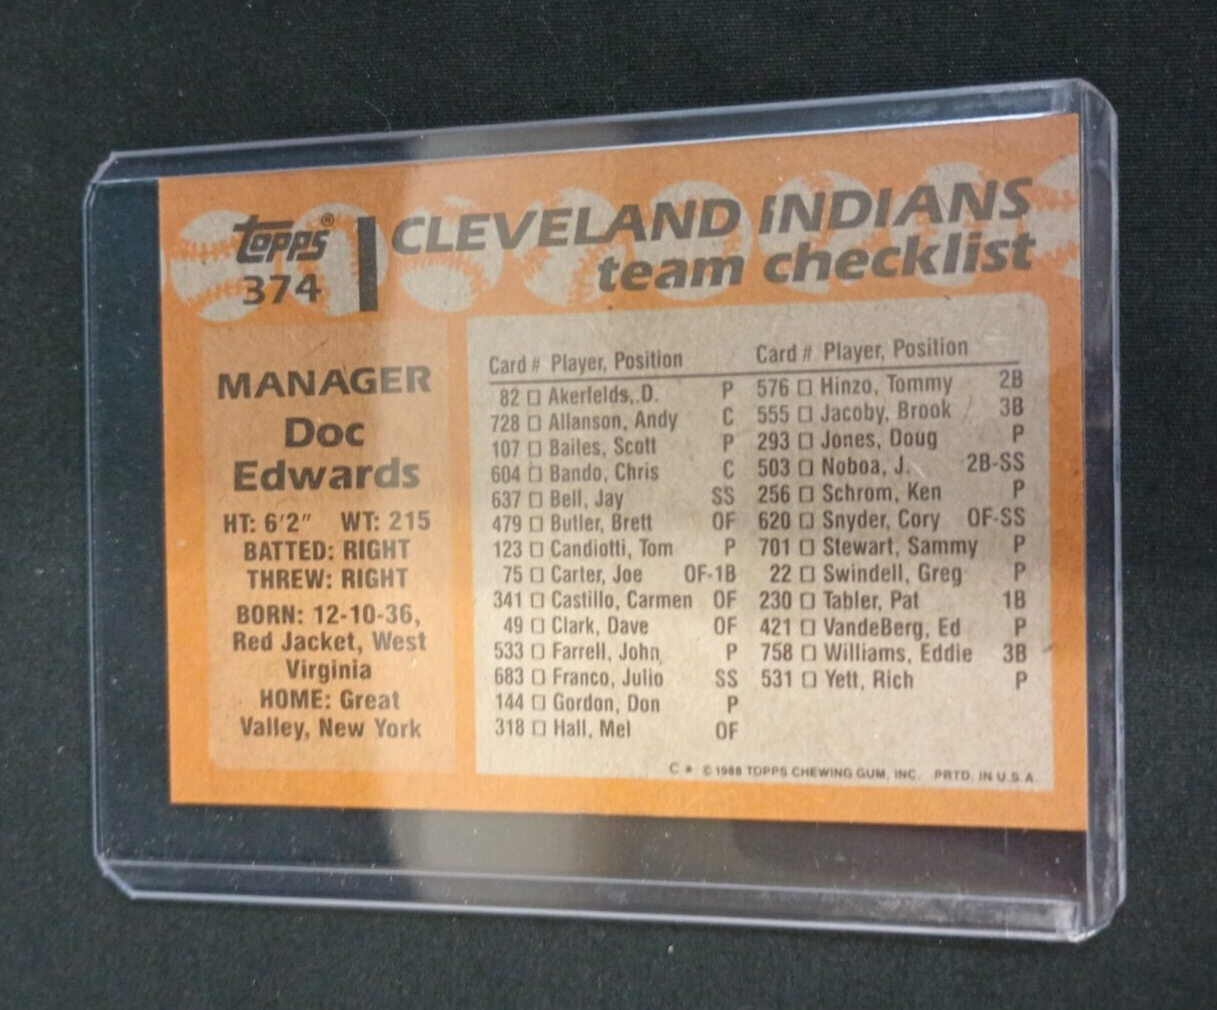 topps®
374
CLEVELAND INDIANS
team checklist
MANAGER
Doc
Edwards
HT: 6'2" WT: 215
BATTED: RIGHT
THREW: RIGHT
BORN: 12-10-36,
Red Jacket, West
Virginia
HOME: Great
Valley, New York
Card # Player, Position
82 □ Akerfelds, D. P
728 □ Allanson, Andy C
107 □ Bailes, Scott P
604 □ Bando, Chris C
637 □ Bell, Jay SS
479 □ Butler, Brett OF
123 □ Candiotti, Tom P
75 □ Carter, Joe OF-1B
341 □ Castillo, Carmen OF
49 □ Clark, Dave OF
533 □ Farrell, John P
683 □ Franco, Julio SS
144 □ Gordon, Don P
318 □ Hall, Mel OF
Card # Player, Position
576 □ Hinzo, Tommy 2B
555 □ Jacoby, Brook 3B
293 □ Jones, Doug P
503 □ Noboa, J. 2B-SS
256 □ Schrom, Ken P
620 □ Snyder, Cory OF-SS
701 □ Stewart, Sammy P
22 □ Swindell, Greg P
230 □ Tabler, Pat 1B
421 □ VandeBerg, Ed P
758 □ Williams, Eddie 3B
531 □ Yett, Rich P
C * © 1988 TOPPS CHEWING GUM, INC. PRTD. IN U.S.A.